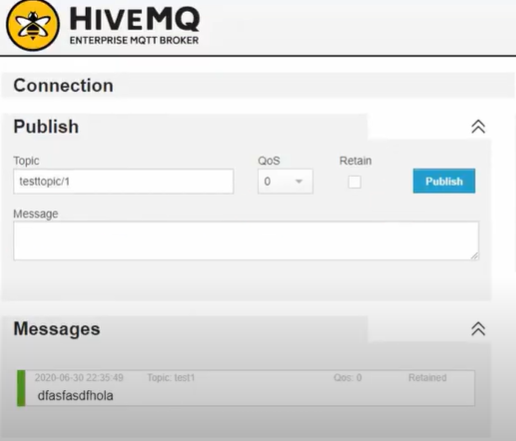 HIVEMQ
ENTERPRISE MQTT BROKER
Connection
Publish
Topic QoS Retain
testtopic/1 0 Publish
Message
Messages
2020-06-30 22:35:49 Topic: test1 Qos: 0 Retained
dfasfasdfhola